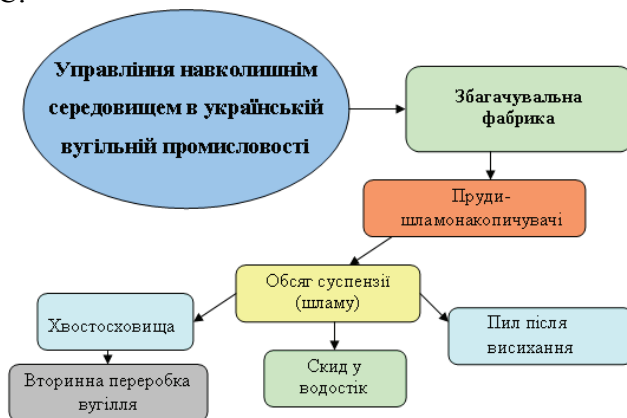 С.
Управління навколишнім
середовищем в українській
вугільній промисловості
Збагачувальна
фабрика
Пруди-
шламонакопичувачі
Обсяг суспензії
(шламу)
Хвостосховища
Пил після
висихання
Скид у
водостік
Вторинна переробка
вугілля